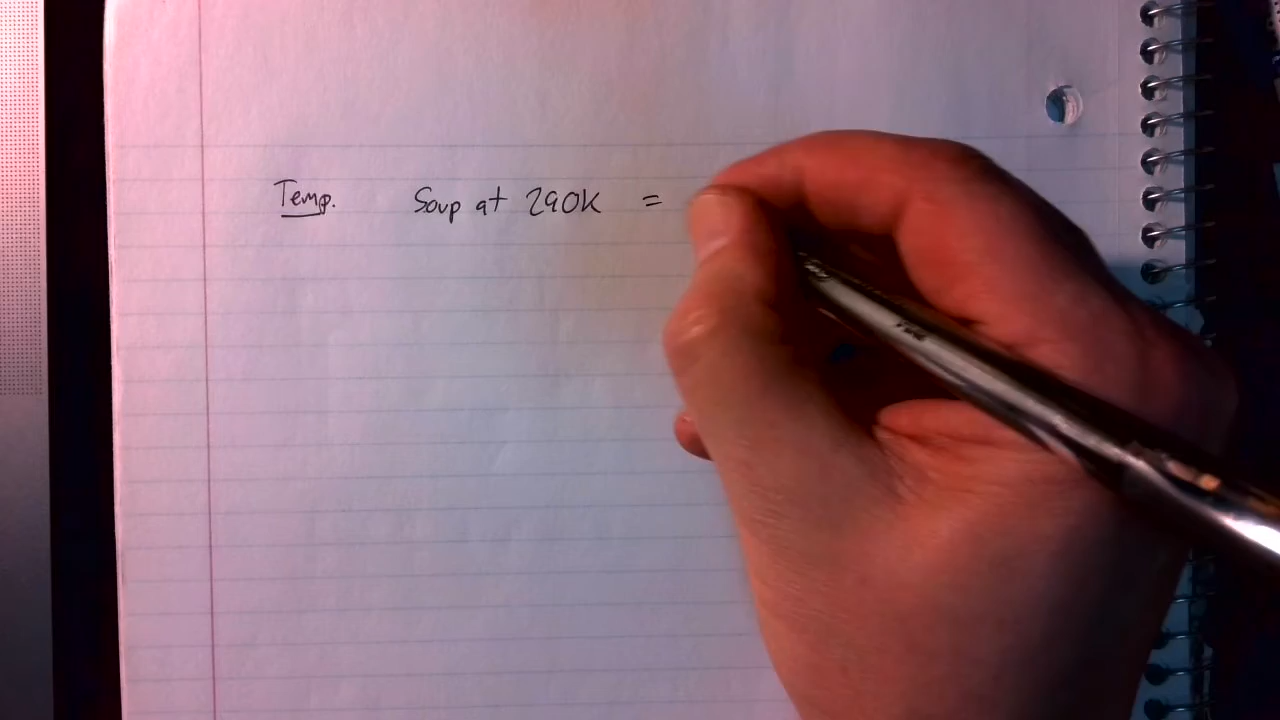 Temp. Soup at 290K =